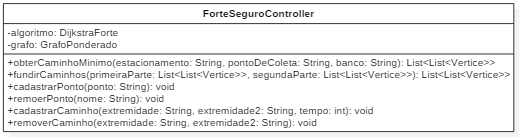 ForteSeguroController
-algoritmo: DijkstraForte
-grafo: GrafoPonderado
+obterCaminhoMinimo(estacionamento: String, pontoDeColeta: String, banco: String): List<List<Vertice>>
+fundirCaminhos(primeiraParte: List<List<Vertice>>, segundaParte: List<List<Vertice>>): List<List<Vertice>>
+cadastrarPonto(ponto: String): void
+remoerPonto(nome: String): void
+cadastrarCaminho(extremidade: String, extremidade2: String, tempo: int): void
+removerCaminho(extremidade: String, extremidade2: String): void